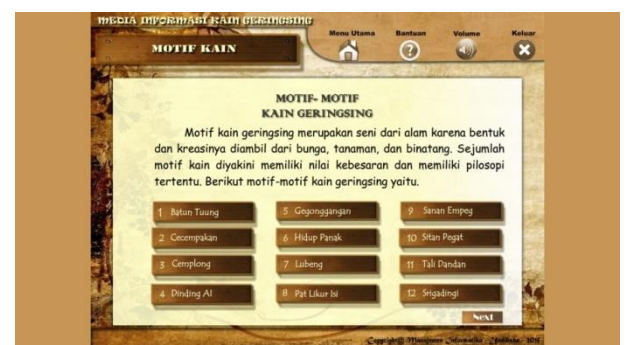 MEDIA INFORMASI KAIN GERINGSING
Menu Utama
Bantuan
Volume
Keluar
MOTIF KAIN
MOTIF- MOTIF
KAIN GERINGSING
Motif kain geringsing merupakan seni dari alam karena bentuk
dan kreasinya diambil dari bunga, tanaman, dan binatang. Sejumlah
motif kain diyakini memiliki nilai kebesaran dan memiliki pilosopi
tertentu. Berikut motif-motif kain geringsing yaitu.
1 Batun Tuung
2 Cecempakan
3 Cemplong
4 Dinding AI
5 Gegonggangan
6 Hidup Panak
7 Lubeng
8 Pat Likur Isi
9 Sanan Empeg
10 Sitan Pegat
11 Tali Dandan
12 Srigadingi
Next
Copyright@ Manajemen Informatika